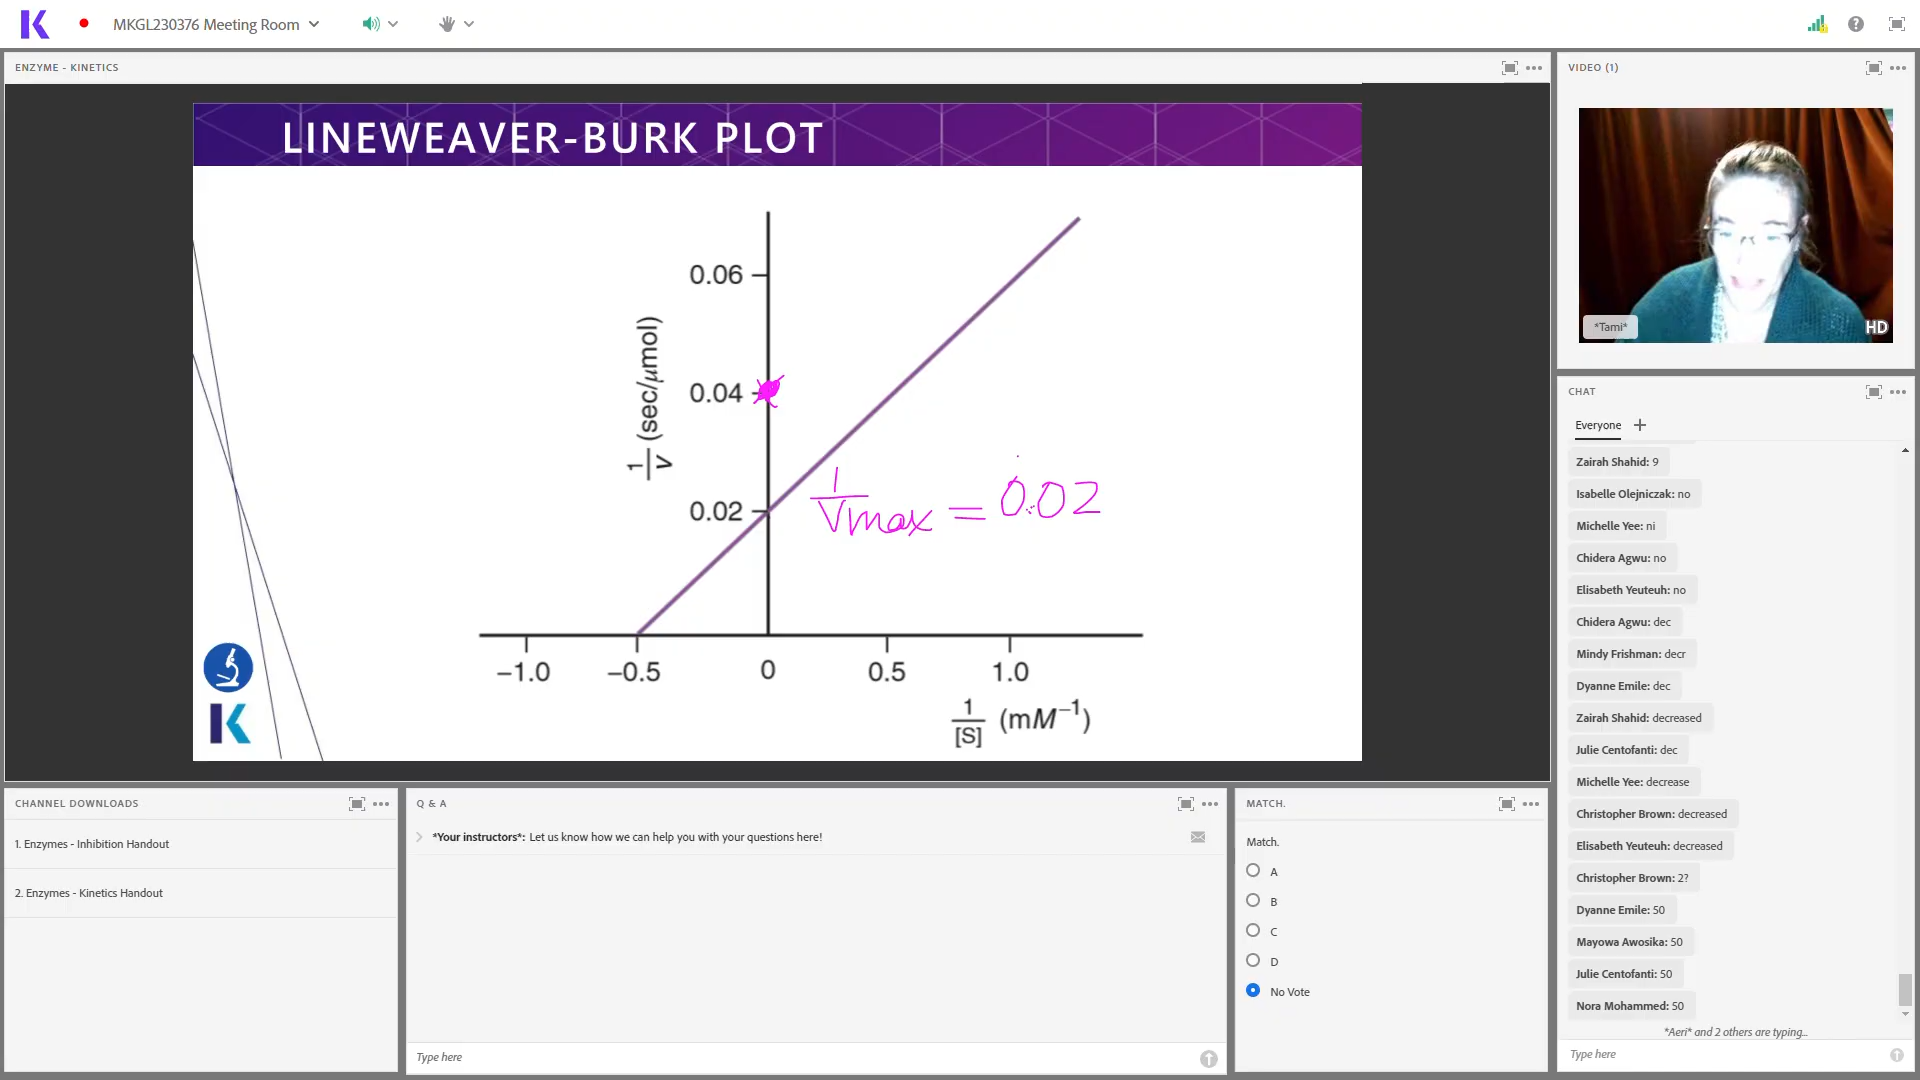 MKGL230376 Meeting Room
ENZYME - KINETICS
LINEWEAVER-BURK PLOT
0.06
0.04
0.02
1/v (sec/μmol)
1/Vmax = 0.02
−1.0 −0.5 0 0.5 1.0
1/[S] (mM⁻¹)
VIDEO (1)
*Tami*
HD
CHAT
Everyone
Zairah Shahid: 9
Isabelle Olejniczak: no
Michelle Yee: ni
Chidera Agwu: no
Elisabeth Yeuteuh: no
Chidera Agwu: dec
Mindy Frishman: decr
Dyanne Emile: dec
Zairah Shahid: decreased
Julie Centofanti: dec
Michelle Yee: decrease
Christopher Brown: decreased
Elisabeth Yeuteuh: decreased
Christopher Brown: 2?
Dyanne Emile: 50
Mayowa Awosika: 50
Julie Centofanti: 50
Nora Mohammed: 50
*Aeri* and 2 others are typing...
Type here
CHANNEL DOWNLOADS
1. Enzymes - Inhibition Handout
2. Enzymes - Kinetics Handout
Q & A
*Your instructors*: Let us know how we can help you with your questions here!
Type here
MATCH.
Match.
A
B
C
D
No Vote